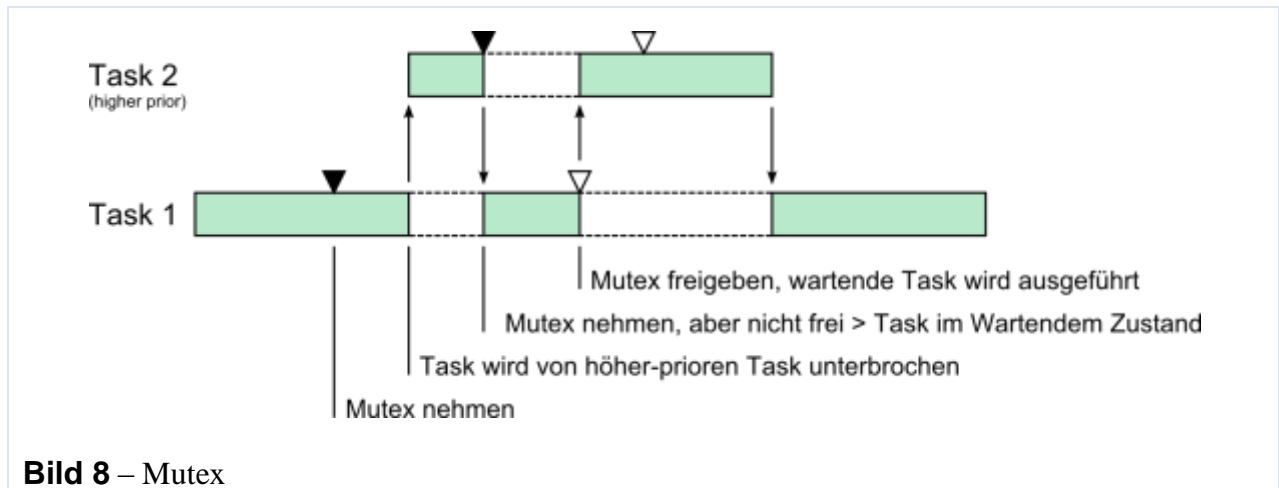 Task 2
(higher prior)
Task 1
Mutex freigeben, wartende Task wird ausgeführt
Mutex nehmen, aber nicht frei > Task im Wartendem Zustand
Task wird von höher-prioren Task unterbrochen
Mutex nehmen
Bild 8 – Mutex